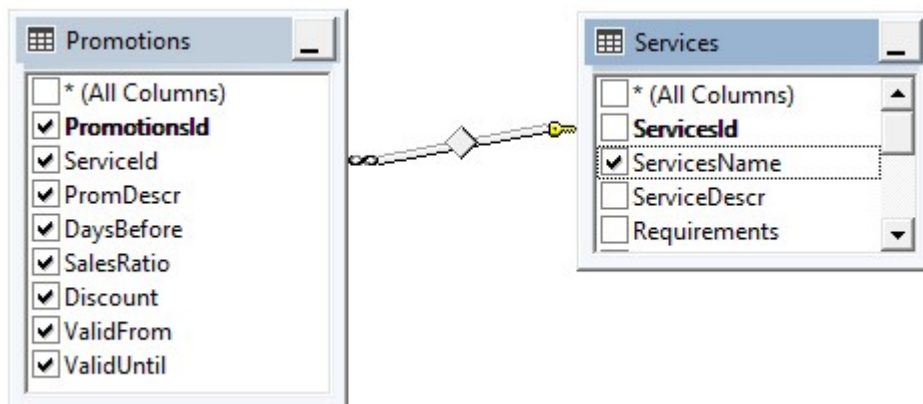 Promotions
* (All Columns)
PromotionsId
ServiceId
PromDescr
DaysBefore
SalesRatio
Discount
ValidFrom
ValidUntil
Services
* (All Columns)
ServicesId
ServicesName
ServiceDescr
Requirements